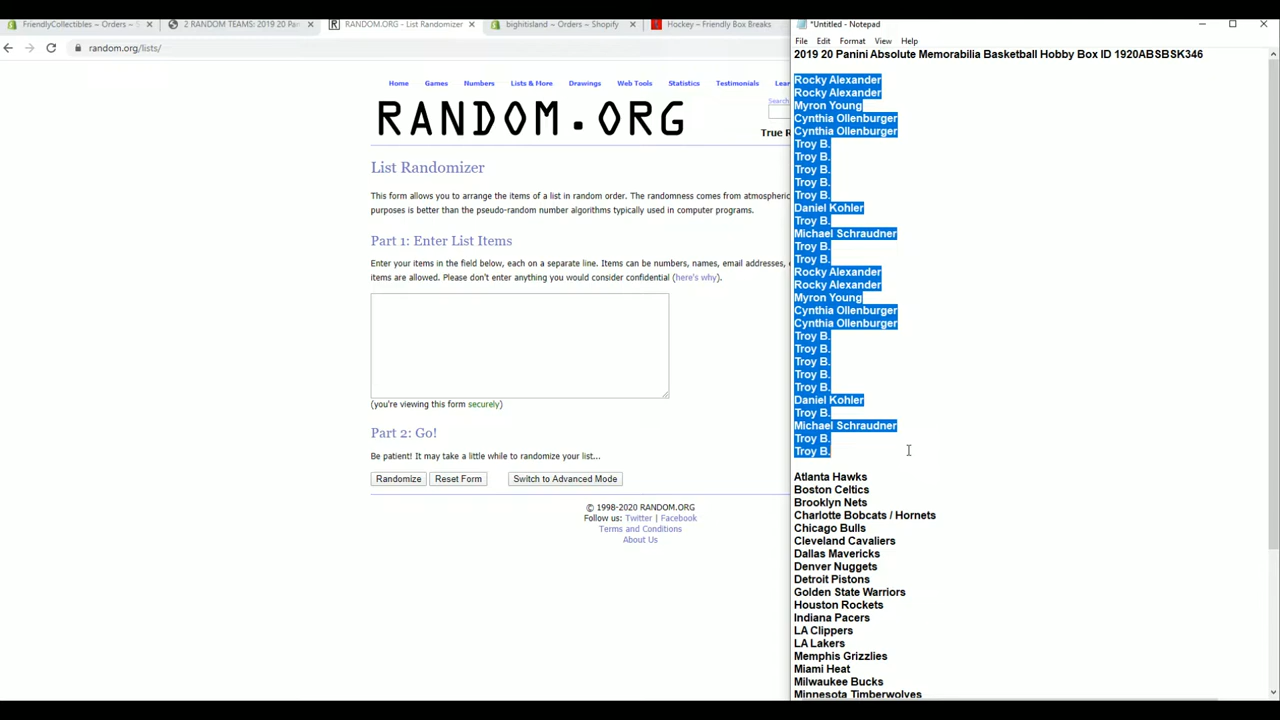 FriendlyCollectibles ~ Orders ~ S
2 RANDOM TEAMS: 2019 20 Pan
RANDOM.ORG - List Randomizer
bighitisland ~ Orders ~ Shopify
Hockey – Friendly Box Breaks
random.org/lists/
Home
Games
Numbers
Lists & More
Drawings
Web Tools
Statistics
Testimonials
Lear
Search
RANDOM.ORG
True R
List Randomizer
This form allows you to arrange the items of a list in random order. The randomness comes from atmospheric
purposes is better than the pseudo-random number algorithms typically used in computer programs.
Part 1: Enter List Items
Enter your items in the field below, each on a separate line. Items can be numbers, names, email addresses,
items are allowed. Please don't enter anything you would consider confidential (here's why).
(you're viewing this form securely)
Part 2: Go!
Be patient! It may take a little while to randomize your list...
Randomize
Reset Form
Switch to Advanced Mode
© 1998-2020 RANDOM.ORG
Follow us: Twitter | Facebook
Terms and Conditions
About Us
*Untitled - Notepad
File Edit Format View Help
2019 20 Panini Absolute Memorabilia Basketball Hobby Box ID 1920ABSBSK346
Rocky Alexander
Rocky Alexander
Myron Young
Cynthia Ollenburger
Cynthia Ollenburger
Troy B.
Troy B.
Troy B.
Troy B.
Troy B.
Daniel Kohler
Troy B.
Michael Schraudner
Troy B.
Troy B.
Rocky Alexander
Rocky Alexander
Myron Young
Cynthia Ollenburger
Cynthia Ollenburger
Troy B.
Troy B.
Troy B.
Troy B.
Troy B.
Daniel Kohler
Troy B.
Michael Schraudner
Troy B.
Troy B.
Atlanta Hawks
Boston Celtics
Brooklyn Nets
Charlotte Bobcats / Hornets
Chicago Bulls
Cleveland Cavaliers
Dallas Mavericks
Denver Nuggets
Detroit Pistons
Golden State Warriors
Houston Rockets
Indiana Pacers
LA Clippers
LA Lakers
Memphis Grizzlies
Miami Heat
Milwaukee Bucks
Minnesota Timberwolves